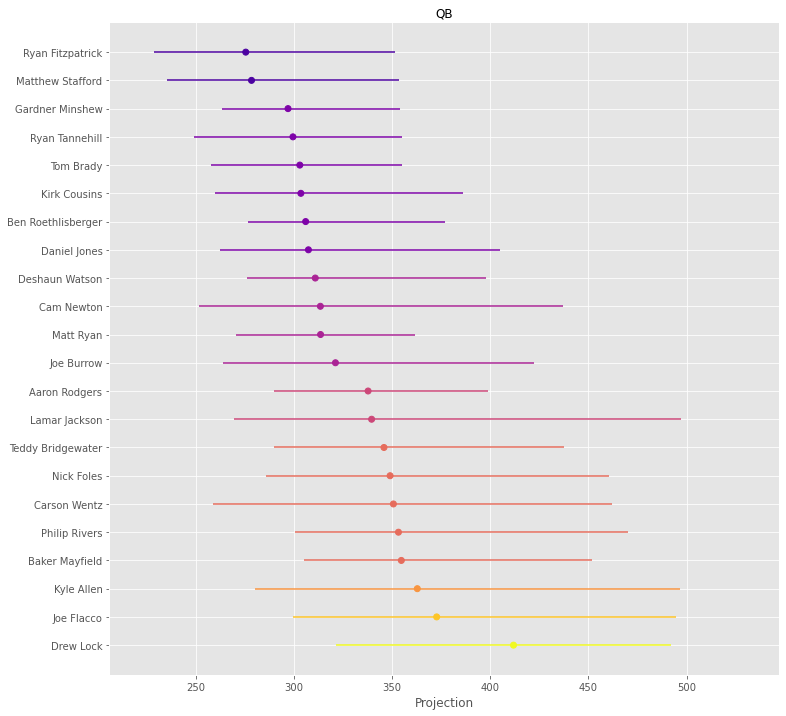 QB
Ryan Fitzpatrick
Matthew Stafford
Gardner Minshew
Ryan Tannehill
Tom Brady
Kirk Cousins
Ben Roethlisberger
Daniel Jones
Deshaun Watson
Cam Newton
Matt Ryan
Joe Burrow
Aaron Rodgers
Lamar Jackson
Teddy Bridgewater
Nick Foles
Carson Wentz
Philip Rivers
Baker Mayfield
Kyle Allen
Joe Flacco
Drew Lock
250 300 350 400 450 500
Projection